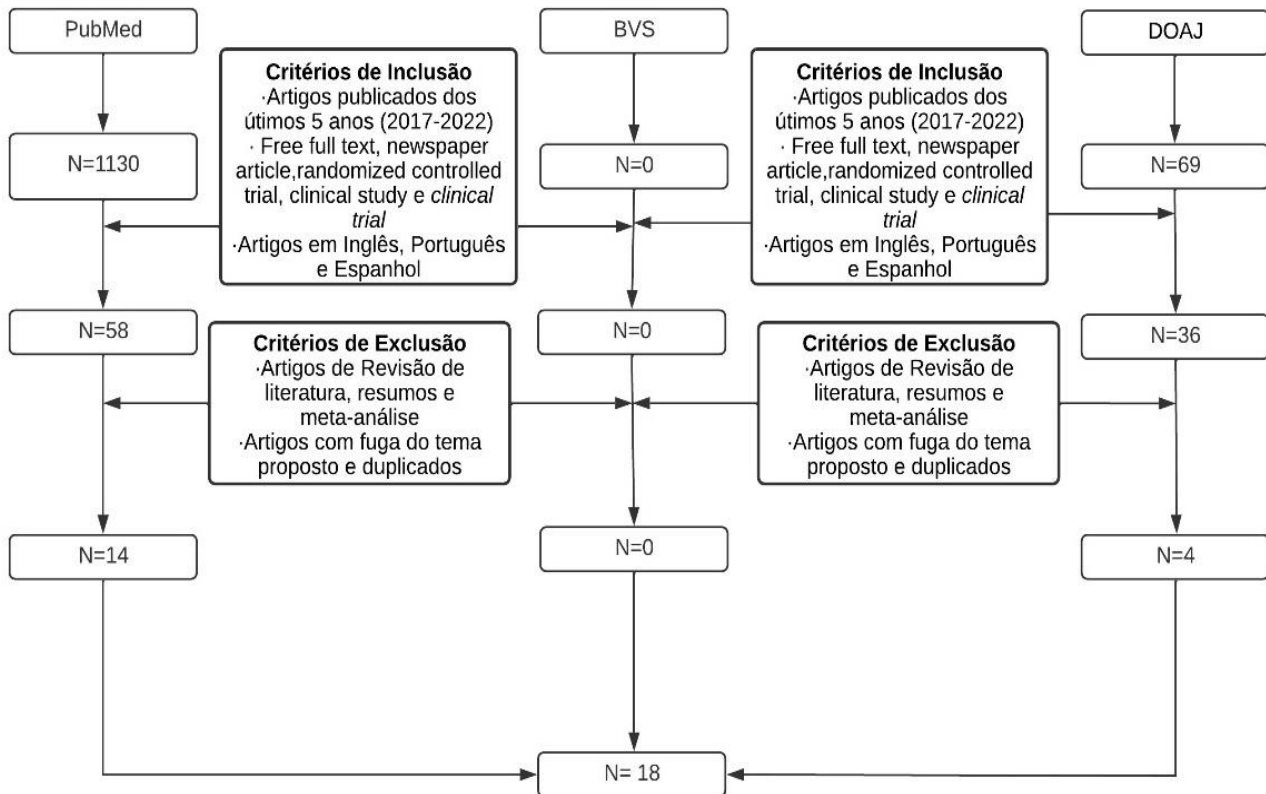 PubMed
BVS
DOAJ
Critérios de Inclusão
·Artigos publicados dos
útimos 5 anos (2017-2022)
· Free full text, newspaper
article,randomized controlled
trial, clinical study e clinical
trial
·Artigos em Inglês, Português
e Espanhol
Critérios de Inclusão
·Artigos publicados dos
útimos 5 anos (2017-2022)
· Free full text, newspaper
article,randomized controlled
trial, clinical study e clinical
trial
·Artigos em Inglês, Português
e Espanhol
N=1130
N=0
N=69
N=58
N=0
N=36
Critérios de Exclusão
·Artigos de Revisão de
literatura, resumos e
meta-análise
·Artigos com fuga do tema
proposto e duplicados
Critérios de Exclusão
·Artigos de Revisão de
literatura, resumos e
meta-análise
·Artigos com fuga do tema
proposto e duplicados
N=14
N=0
N=4
N= 18